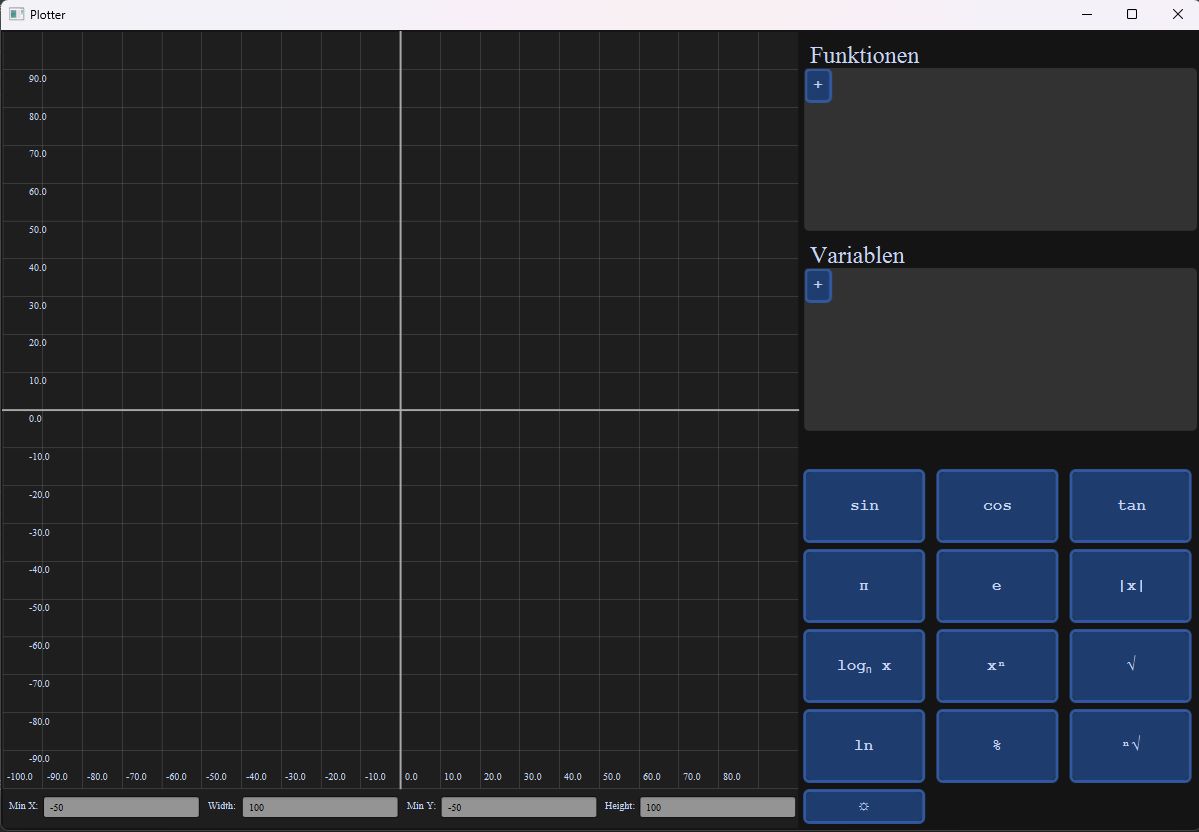 Plotter
Funktionen
+
Variablen
+
90.0
80.0
70.0
60.0
50.0
40.0
30.0
20.0
10.0
0.0
-10.0
-20.0
-30.0
-40.0
-50.0
-60.0
-70.0
-80.0
-90.0
-100.0 -90.0 -80.0 -70.0 -60.0 -50.0 -40.0 -30.0 -20.0 -10.0 0.0 10.0 20.0 30.0 40.0 50.0 60.0 70.0 80.0
Min X: -50 Width: 100 Min Y: -50 Height: 100
sin cos tan
π e |x|
logₙ x xⁿ √
ln % ⁿ√
☼